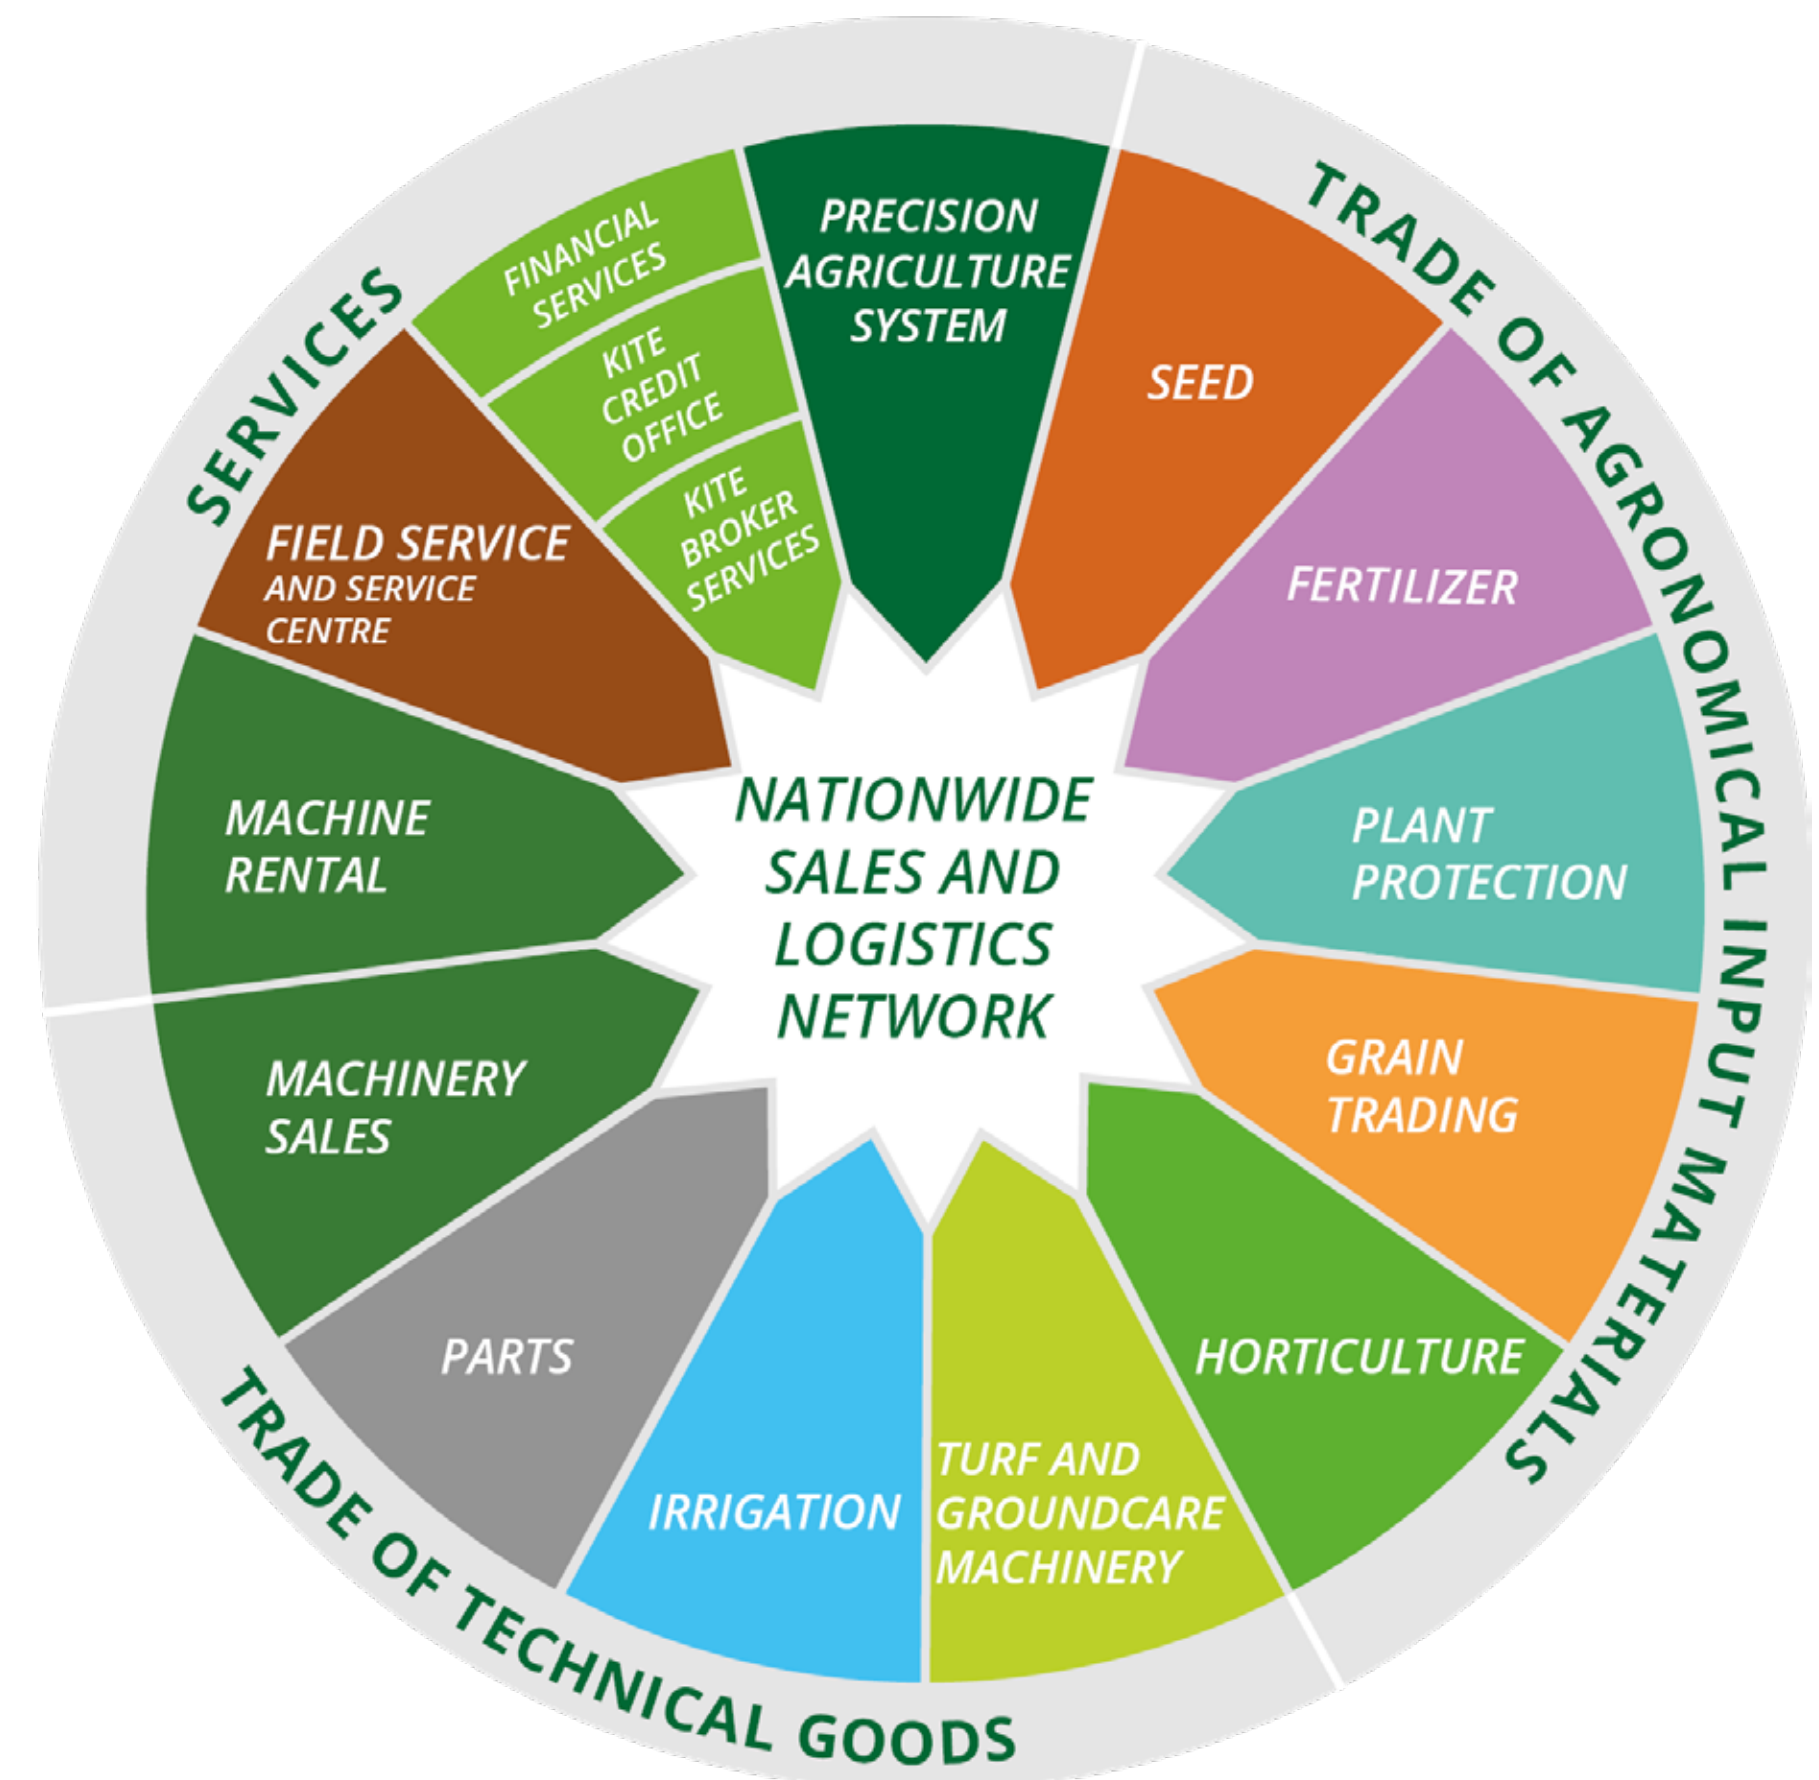 SERVICES
FINANCIAL
SERVICES
KITE
CREDIT
OFFICE
KITE
BROKER
SERVICES
PRECISION
AGRICULTURE
SYSTEM
TRADE OF AGRONOMICAL INPUT MATERIALS
SEED
FERTILIZER
PLANT
PROTECTION
GRAIN
TRADING
HORTICULTURE
TURF AND
GROUNDCARE
MACHINERY
IRRIGATION
PARTS
MACHINERY
SALES
TRADE OF TECHNICAL GOODS
MACHINE
RENTAL
FIELD SERVICE
AND SERVICE
CENTRE
NATIONWIDE
SALES AND
LOGISTICS
NETWORK